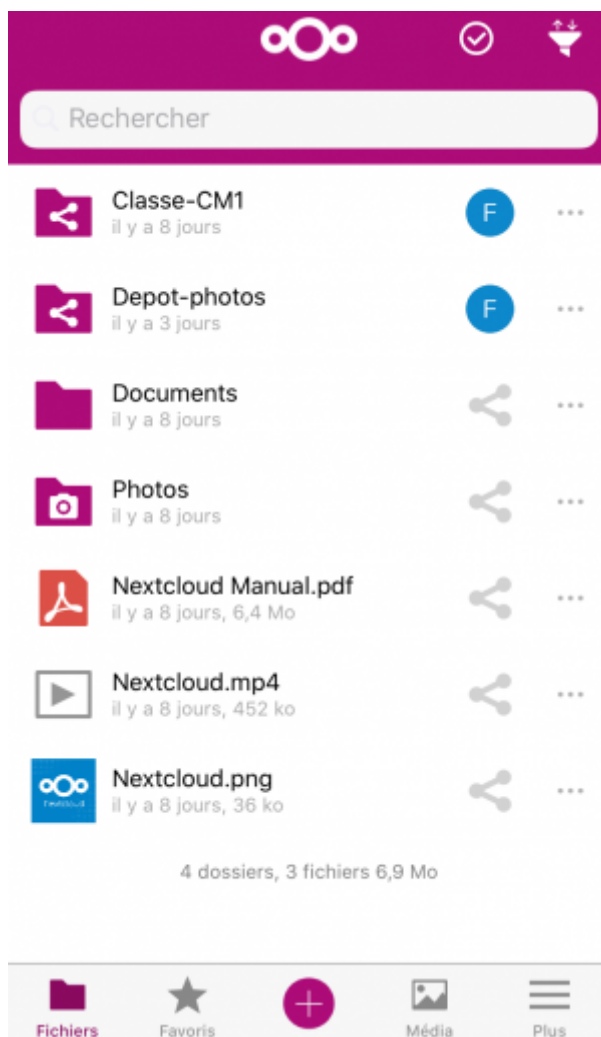 Rechercher
Classe-CM1
F
il y a 8 jours
Depot-photos
F
il y a 3 jours
Documents
il y a 8 jours
Photos
il y a 8 jours
Nextcloud Manual.pdf
il y a 8 jours, 6,4 Mo
Nextcloud.mp4
il y a 8 jours, 452 ko
Nextcloud.png
il y a 8 jours, 36 ko
4 dossiers, 3 fichiers 6,9 Mo
Fichiers Favoris Média Plus